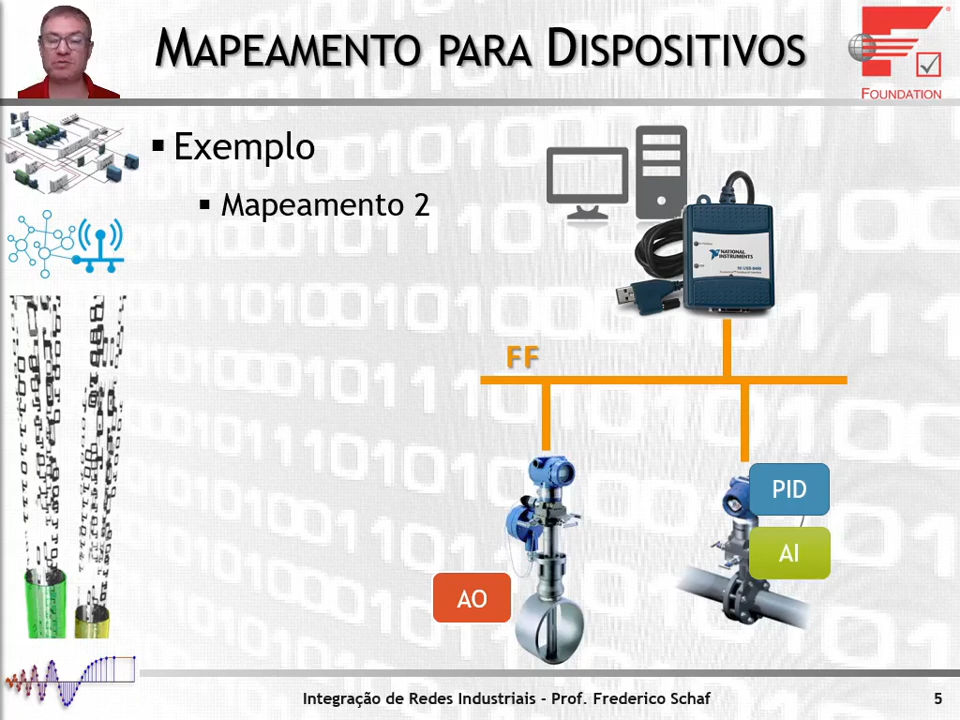 MAPEAMENTO PARA DISPOSITIVOS
FOUNDATION
Exemplo
Mapeamento 2
NATIONAL
INSTRUMENTS
FF
PID
AI
AO
Integração de Redes Industriais - Prof. Frederico Schaf
5